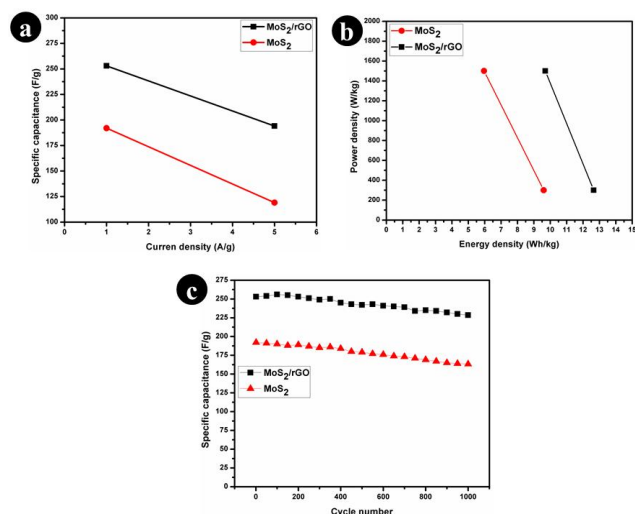 a
MoS2/rGO
MoS2
Specific capacitance (F/g)
300
275
250
225
200
175
150
125
100
0 1 2 3 4 5 6
Curren density (A/g)
b
MoS2
MoS2/rGO
Power density (W/kg)
2000
1800
1600
1400
1200
1000
800
600
400
200
0
0 1 2 3 4 5 6 7 8 9 10 11 12 13 14 15
Energy density (Wh/kg)
c
MoS2/rGO
MoS2
Specific capacitance (F/g)
275
250
225
200
175
150
125
100
75
50
25
0
0 200 400 600 800 1000
Cycle number